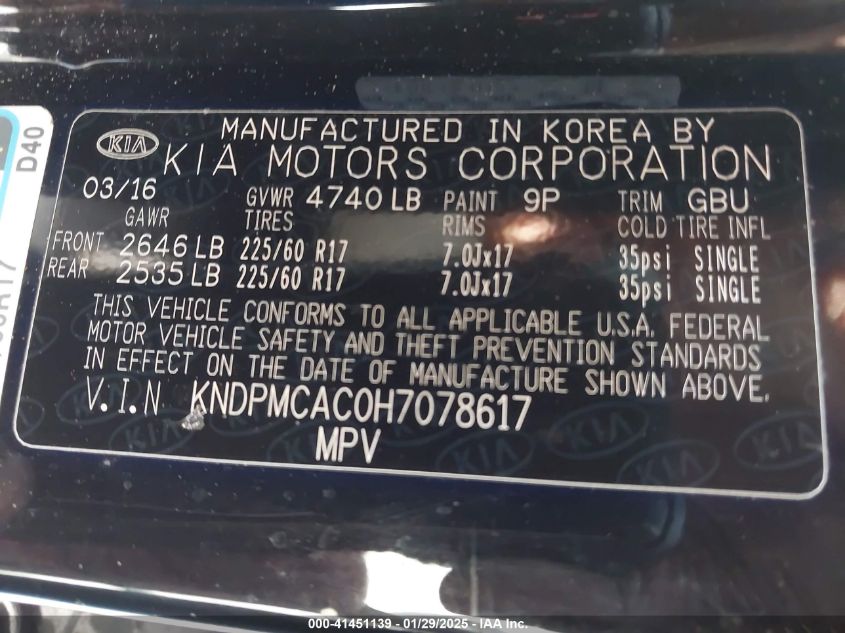 D40
KIA
MANUFACTURED IN KOREA BY
KIA MOTORS CORPORATION
03/16 GVWR 4740 LB PAINT 9P TRIM GBU
GAWR TIRES RIMS COLD TIRE INFL
FRONT 2646 LB 225/60 R17 7.0Jx17 35psi SINGLE
REAR 2535 LB 225/60 R17 7.0Jx17 35psi SINGLE
THIS VEHICLE CONFORMS TO ALL APPLICABLE U.S.A. FEDERAL
MOTOR VEHICLE SAFETY AND THEFT PREVENTION STANDARDS
IN EFFECT ON THE DATE OF MANUFACTURE SHOWN ABOVE.
V.I.N KNDPMCAC0H7078617
MPV
000-41451139 - 01/29/2025 - IAA Inc.